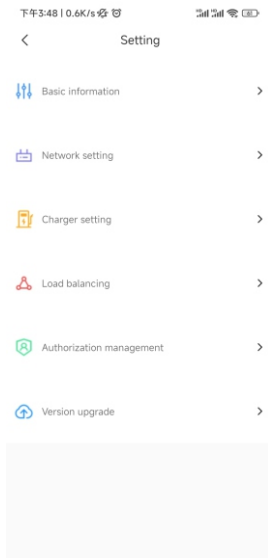 下午3:48 | 0.6K/s
Setting
Basic information
Network setting
Charger setting
Load balancing
Authorization management
Version upgrade